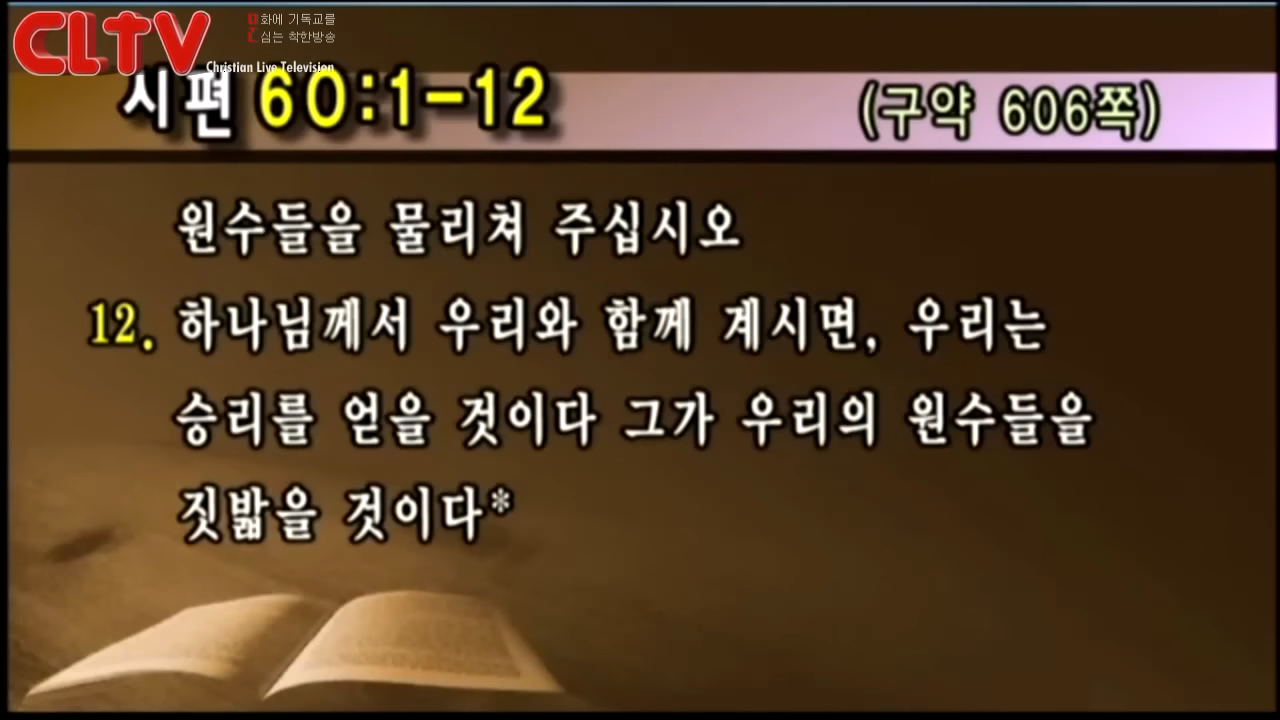 CLTV
문화에 기독교를
심는 착한방송
Christian Live Television
시편 60:1-12 (구약 606쪽)
원수들을 물리쳐 주십시오
12. 하나님께서 우리와 함께 계시면, 우리는
승리를 얻을 것이다 그가 우리의 원수들을
짓밟을 것이다*